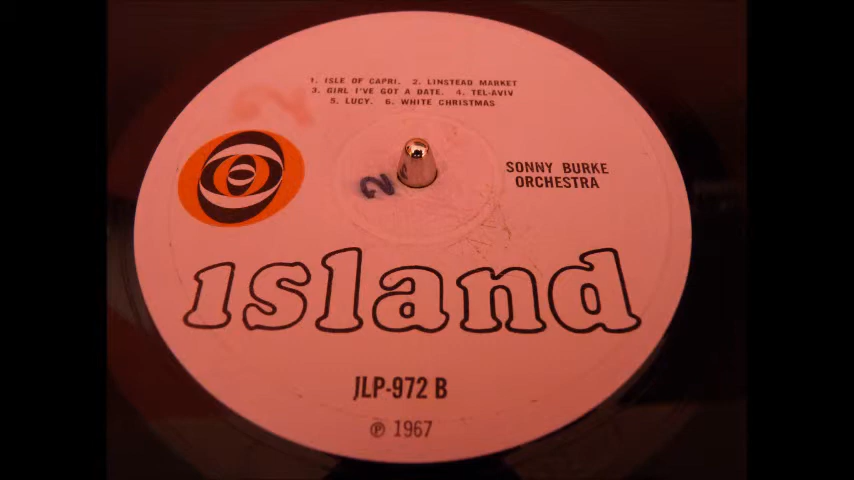 1. ISLE OF CAPRI. 2. LINSTEAD MARKET
3. GIRL I'VE GOT A DATE. 4. TEL-AVIV
5. LUCY. 6. WHITE CHRISTMAS
2
SONNY BURKE
ORCHESTRA
island
JLP-972 B
℗ 1967